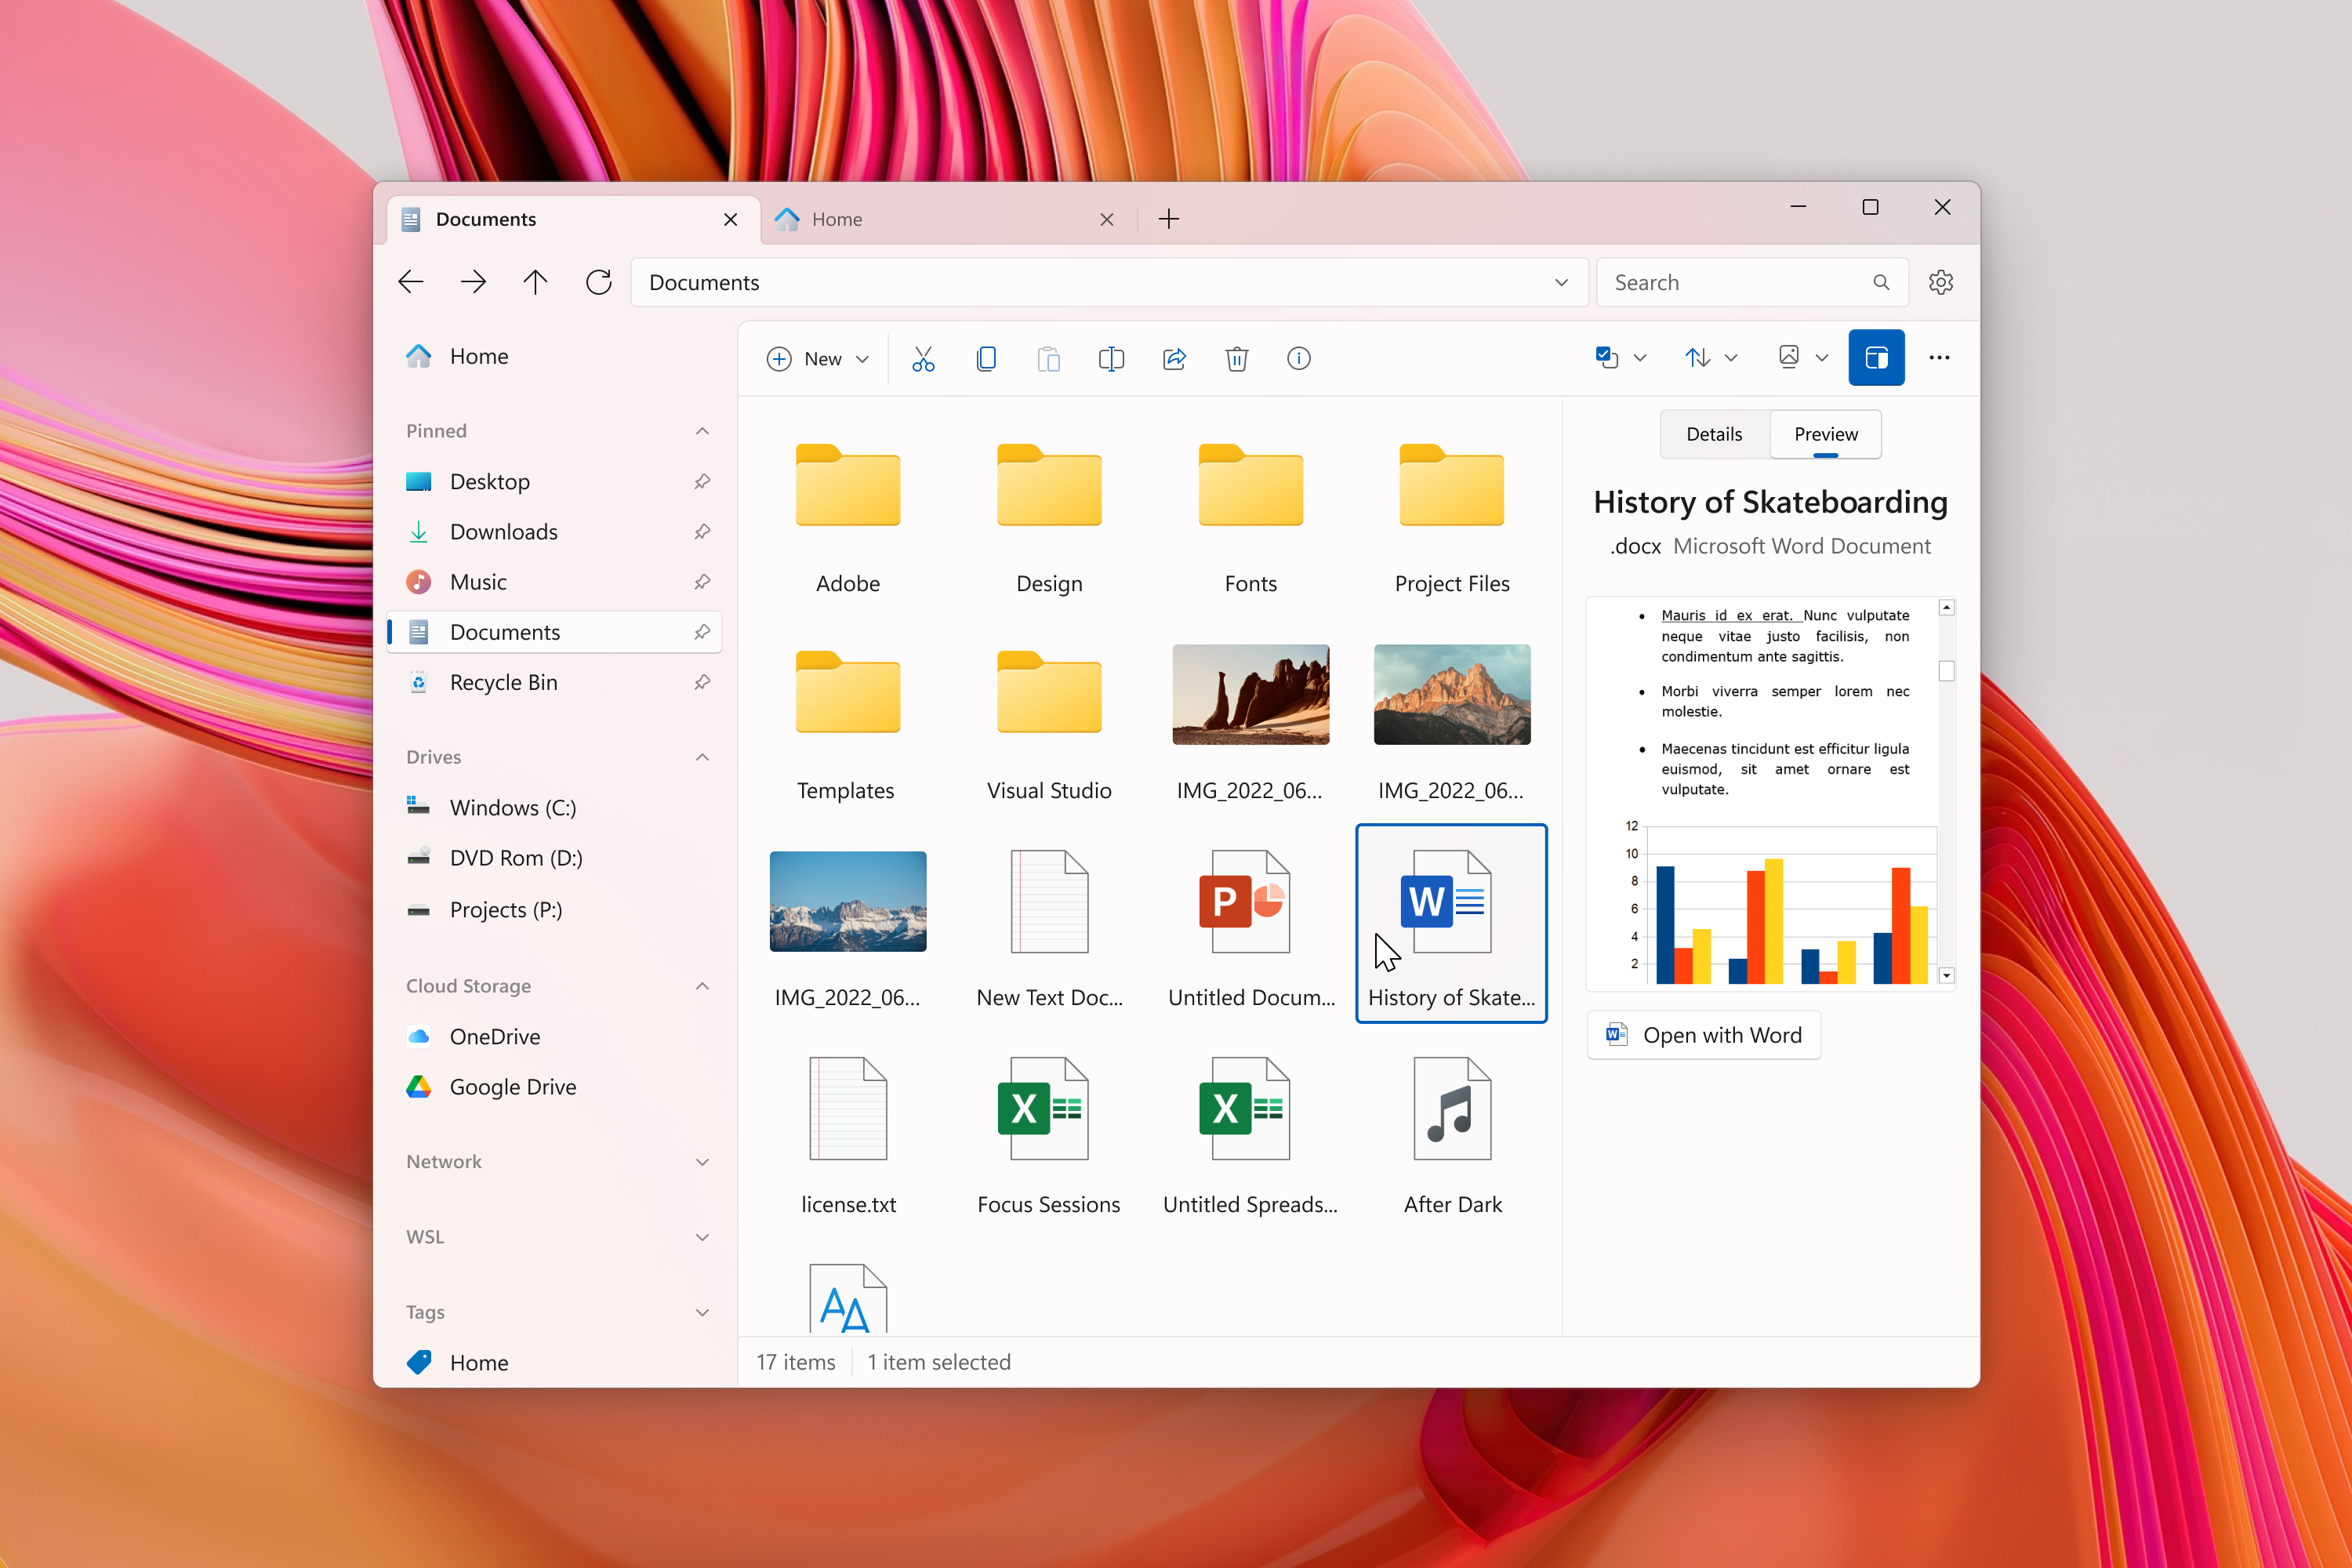 Documents
Home
Documents
Search
Home
Pinned
Desktop
Downloads
Music
Documents
Recycle Bin
Drives
Windows (C:)
DVD Rom (D:)
Projects (P:)
Cloud Storage
OneDrive
Google Drive
Network
WSL
Tags
Home
New
Adobe
Design
Fonts
Project Files
Templates
Visual Studio
IMG_2022_06...
IMG_2022_06...
IMG_2022_06...
New Text Doc...
P
Untitled Docum...
W
History of Skate...
license.txt
X
Focus Sessions
X
Untitled Spreads...
After Dark
AA
17 items
1 item selected
Details
Preview
History of Skateboarding
.docx Microsoft Word Document
• Mauris id ex erat. Nunc vulputate
neque vitae justo facilisis, non
condimentum ante sagittis.
• Morbi viverra semper lorem nec
molestie.
• Maecenas tincidunt est efficitur ligula
euismod, sit amet ornare est
vulputate.
12
10
8
6
4
2
W
Open with Word